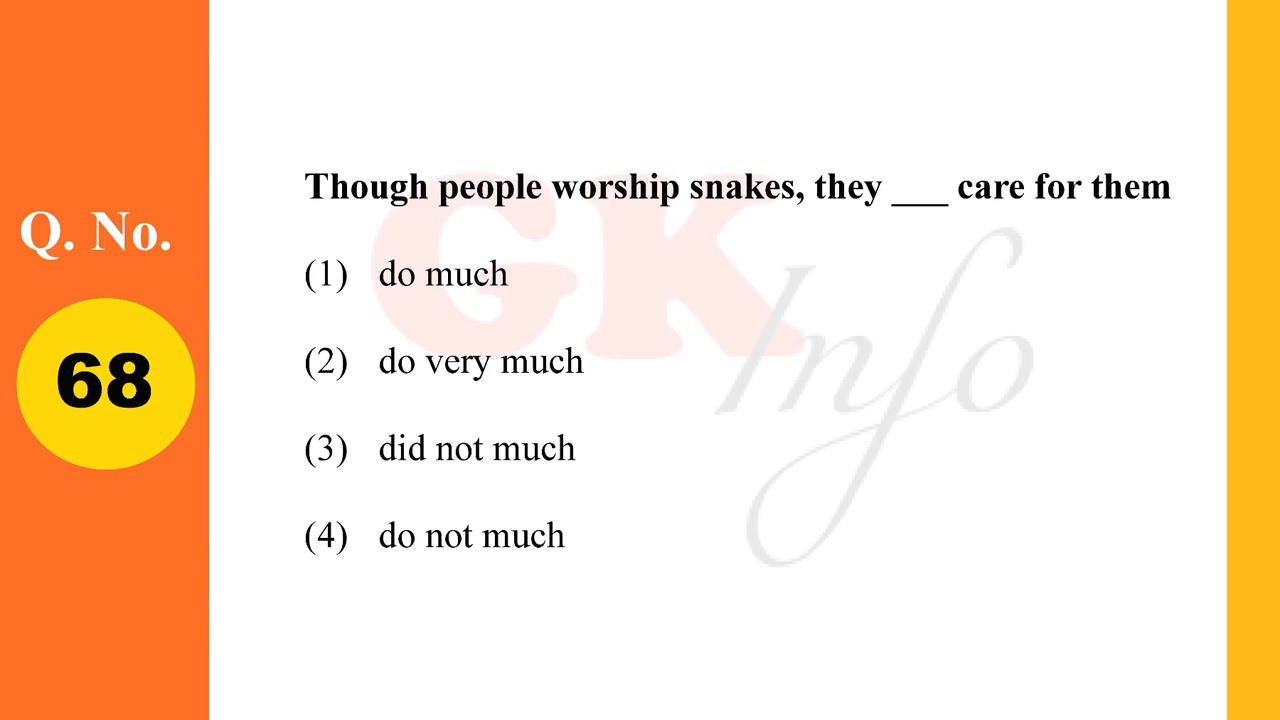 Q. No.
68
Though people worship snakes, they ___ care for them
(1) do much
(2) do very much
(3) did not much
(4) do not much
GK
Info